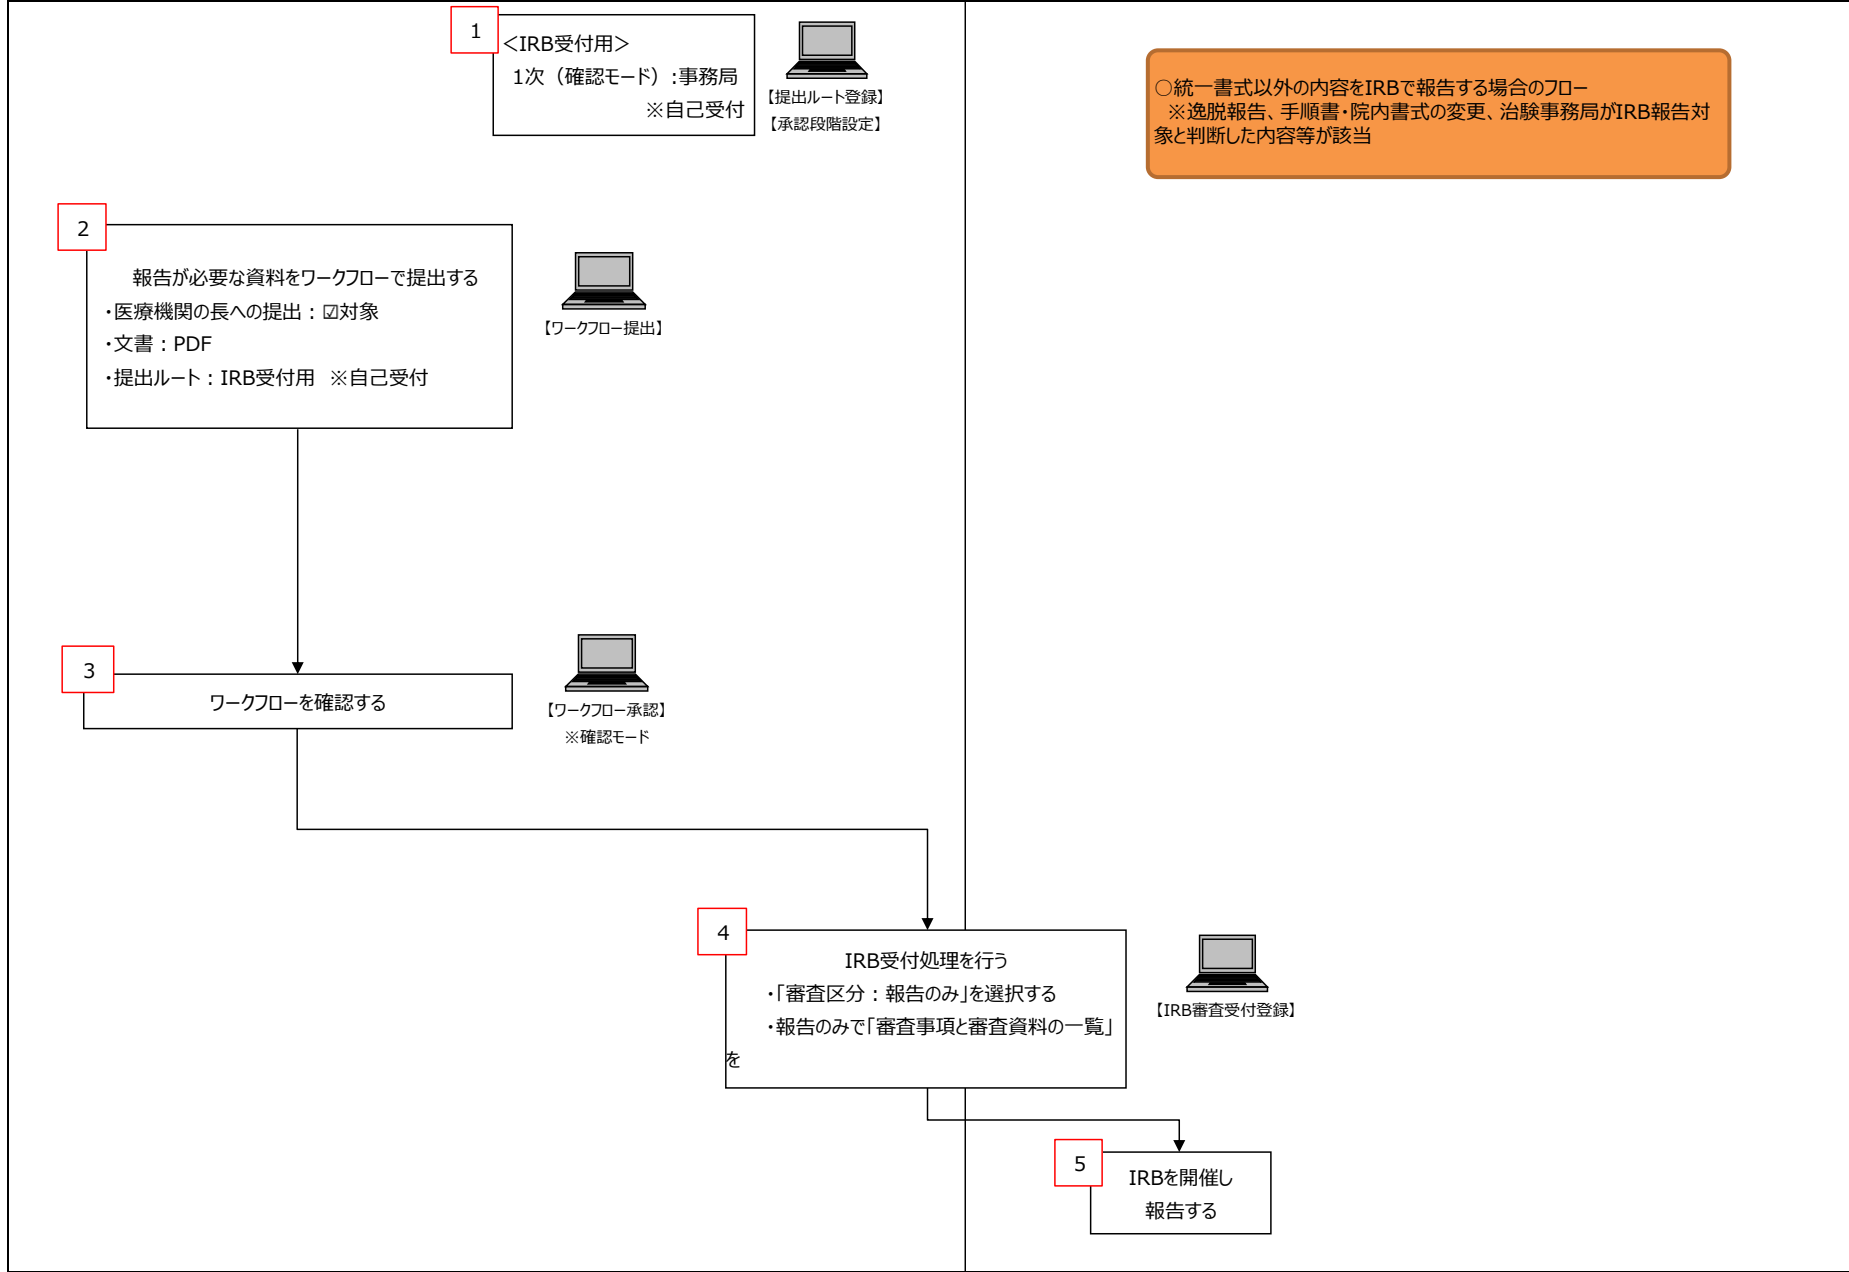 1
＜IRB受付用＞
1次（確認モード）:事務局
※自己受付
【提出ルート登録】
【承認段階設定】
○統一書式以外の内容をIRBで報告する場合のフロー
※逸脱報告、手順書・院内書式の変更、治験事務局がIRB報告対
象と判断した内容等が該当
2
報告が必要な資料をワークフローで提出する
・医療機関の長への提出：☑対象
・文書：PDF
・提出ルート：IRB受付用　※自己受付
【ワークフロー提出】
3
ワークフローを確認する
【ワークフロー承認】
※確認モード
4
IRB受付処理を行う
・「審査区分：報告のみ」を選択する
・報告のみで「審査事項と審査資料の一覧」
を
【IRB審査受付登録】
5
IRBを開催し
報告する